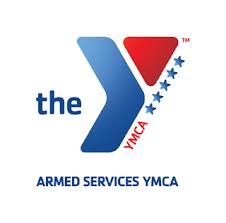 the
YMCA
™
ARMED SERVICES YMCA